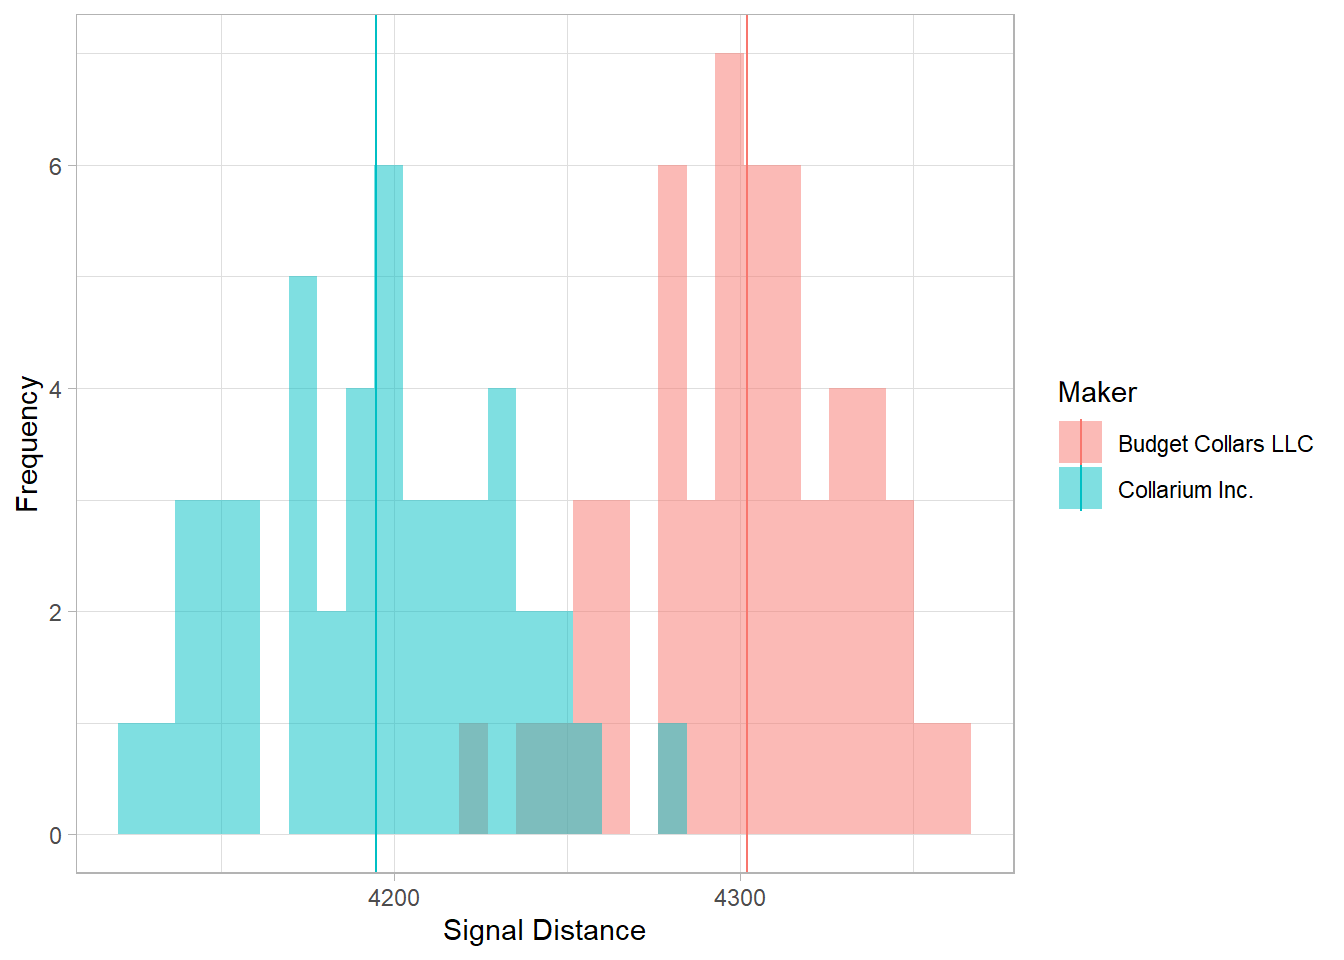 6
4
2
0
Frequency
4200
4300
Signal Distance
Maker
Budget Collars LLC
Collarium Inc.